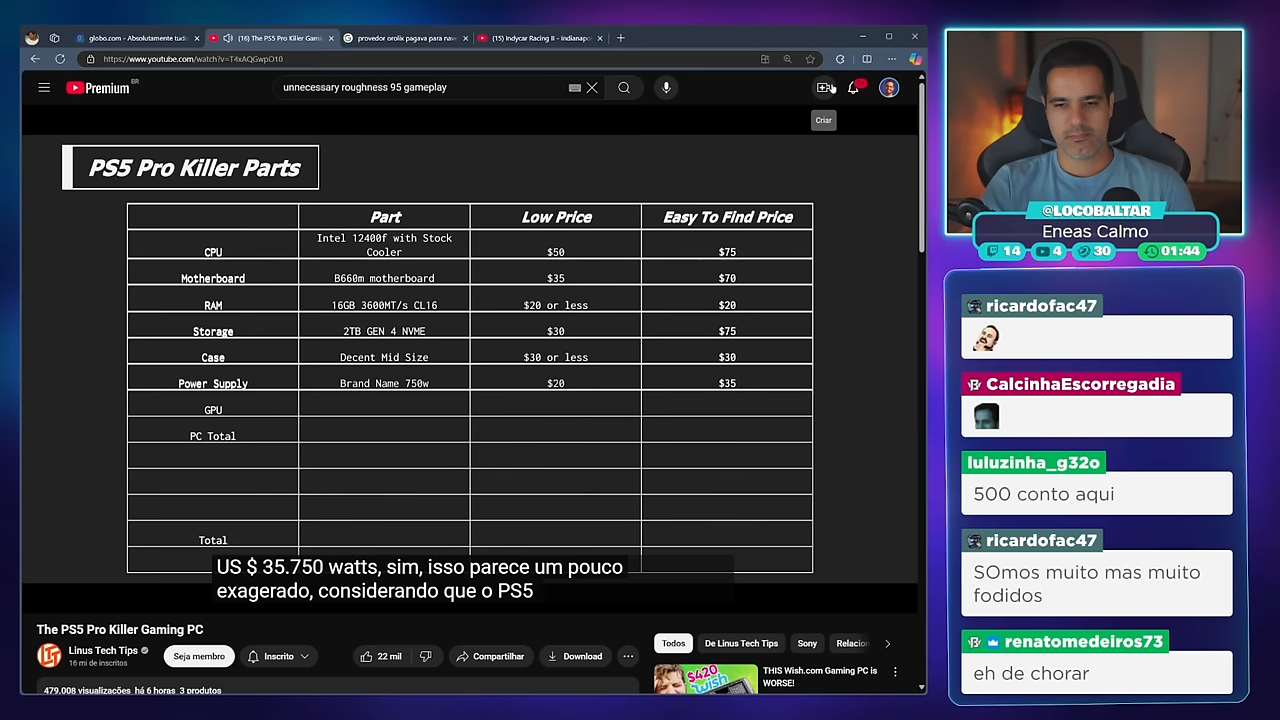 globo.com - Absolutamente tudo
(16) The PS5 Pro Killer Gami
provedor orolix pagava para nave
(15) Indycar Racing II - Indianapol
https://www.youtube.com/watch?v=T4xAQGwpO10
Premium BR
unnecessary roughness 95 gameplay
Criar
PS5 Pro Killer Parts
Part Low Price Easy To Find Price
CPU Intel 12400f with Stock Cooler $50 $75
Motherboard B660m motherboard $35 $70
RAM 16GB 3600MT/s CL16 $20 or less $20
Storage 2TB GEN 4 NVME $30 $75
Case Decent Mid Size $30 or less $30
Power Supply Brand Name 750w $20 $35
GPU
PC Total
Total
US $ 35.750 watts, sim, isso parece um pouco
exagerado, considerando que o PS5
The PS5 Pro Killer Gaming PC
Linus Tech Tips
16 mi de inscritos
Seja membro
Inscrito
22 mil
Compartilhar
Download
479.008 visualizações há 6 horas 3 produtos
Todos
De Linus Tech Tips
Sony
Relacion
$420
wish
THIS Wish.com Gaming PC is
WORSE!
@LOCOBALTAR
Eneas Calmo
14 4 30 01:44
ricardofac47
CalcinhaEscorregadia
luluzinha_g32o
500 conto aqui
ricardofac47
SOmos muito mas muito
fodidos
renatomedeiros73
eh de chorar